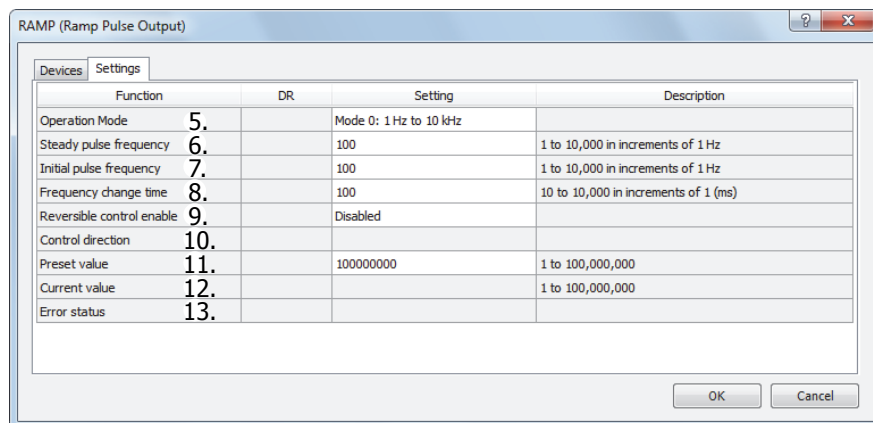 RAMP (Ramp Pulse Output) ? X
Devices Settings
Function DR Setting Description
Operation Mode 5. Mode 0: 1 Hz to 10 kHz
Steady pulse frequency 6. 100 1 to 10,000 in increments of 1 Hz
Initial pulse frequency 7. 100 1 to 10,000 in increments of 1 Hz
Frequency change time 8. 100 10 to 10,000 in increments of 1 (ms)
Reversible control enable 9. Disabled
Control direction 10.
Preset value 11. 100000000 1 to 100,000,000
Current value 12. 1 to 100,000,000
Error status 13.
OK Cancel